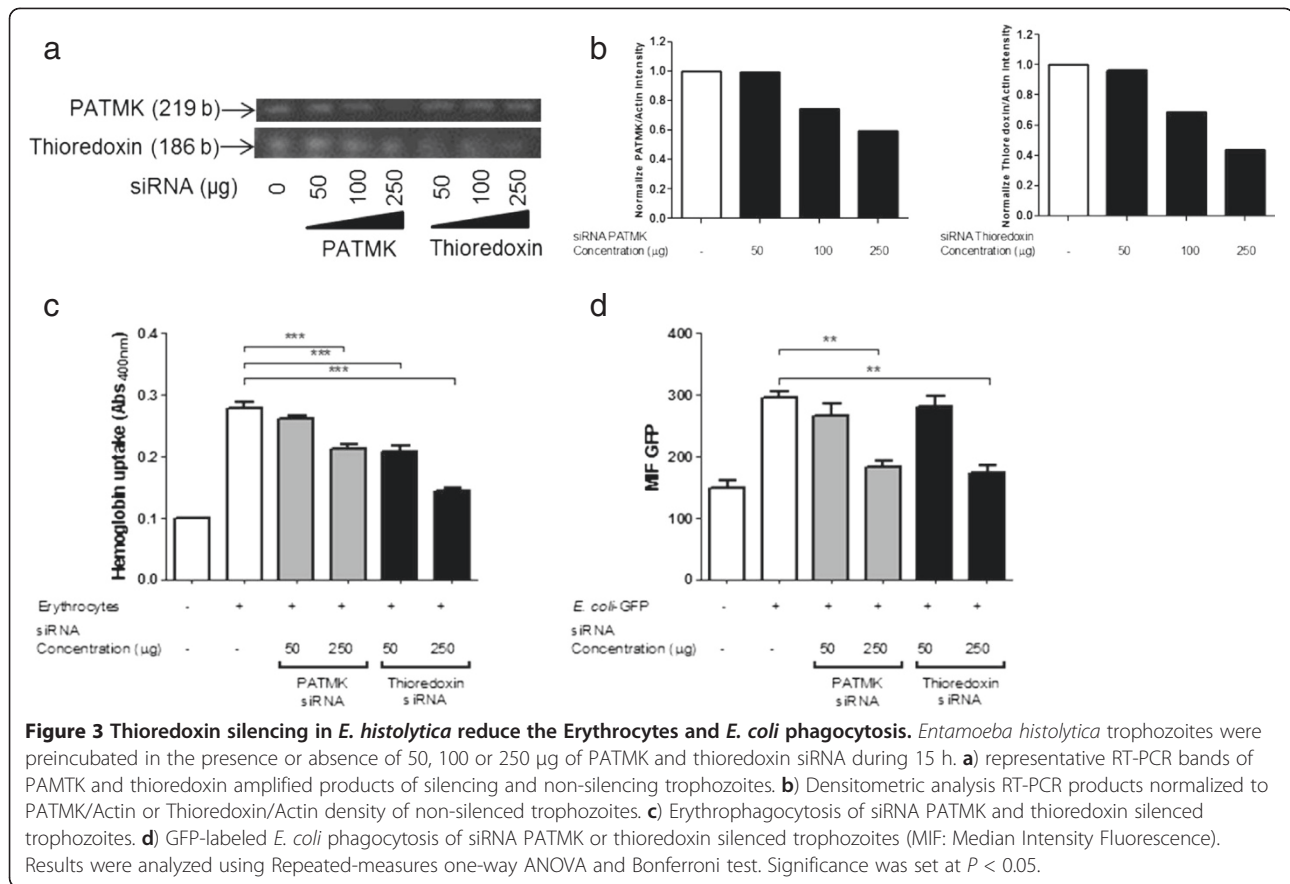 a
PATMK (219 b)
Thioredoxin (186 b)
siRNA (µg)
0 50 100 250 50 100 250
PATMK Thioredoxin
b
Normalize PATMK/Actin Intensity
1.2
1.0
0.8
0.6
0.4
0.2
0.0
siRNA PATMK
Concentration (µg) - 50 100 250
Normalize Thioredoxin/Actin Intensity
1.2
1.0
0.8
0.6
0.4
0.2
0.0
siRNA Thioredoxin
Concentration (µg) - 50 100 250
c
Hemoglobin uptake (Abs 400nm)
0.4
0.3
0.2
0.1
0.0
***
***
***
Erythrocytes - + + + + +
siRNA
Concentration (µg) - - 50 250 50 250
PATMK Thioredoxin
siRNA siRNA
d
MIF GFP
400
300
200
100
0
**
**
E. coli-GFP - + + + + +
siRNA
Concentration (µg) - - 50 250 50 250
PATMK Thioredoxin
siRNA siRNA
Figure 3 Thioredoxin silencing in E. histolytica reduce the Erythrocytes and E. coli phagocytosis. Entamoeba histolytica trophozoites were
preincubated in the presence or absence of 50, 100 or 250 µg of PATMK and thioredoxin siRNA during 15 h. a) representative RT-PCR bands of
PAMTK and thioredoxin amplified products of silencing and non-silencing trophozoites. b) Densitometric analysis RT-PCR products normalized to
PATMK/Actin or Thioredoxin/Actin density of non-silenced trophozoites. c) Erythrophagocytosis of siRNA PATMK and thioredoxin silenced
trophozoites. d) GFP-labeled E. coli phagocytosis of siRNA PATMK or thioredoxin silenced trophozoites (MIF: Median Intensity Fluorescence).
Results were analyzed using Repeated-measures one-way ANOVA and Bonferroni test. Significance was set at P < 0.05.